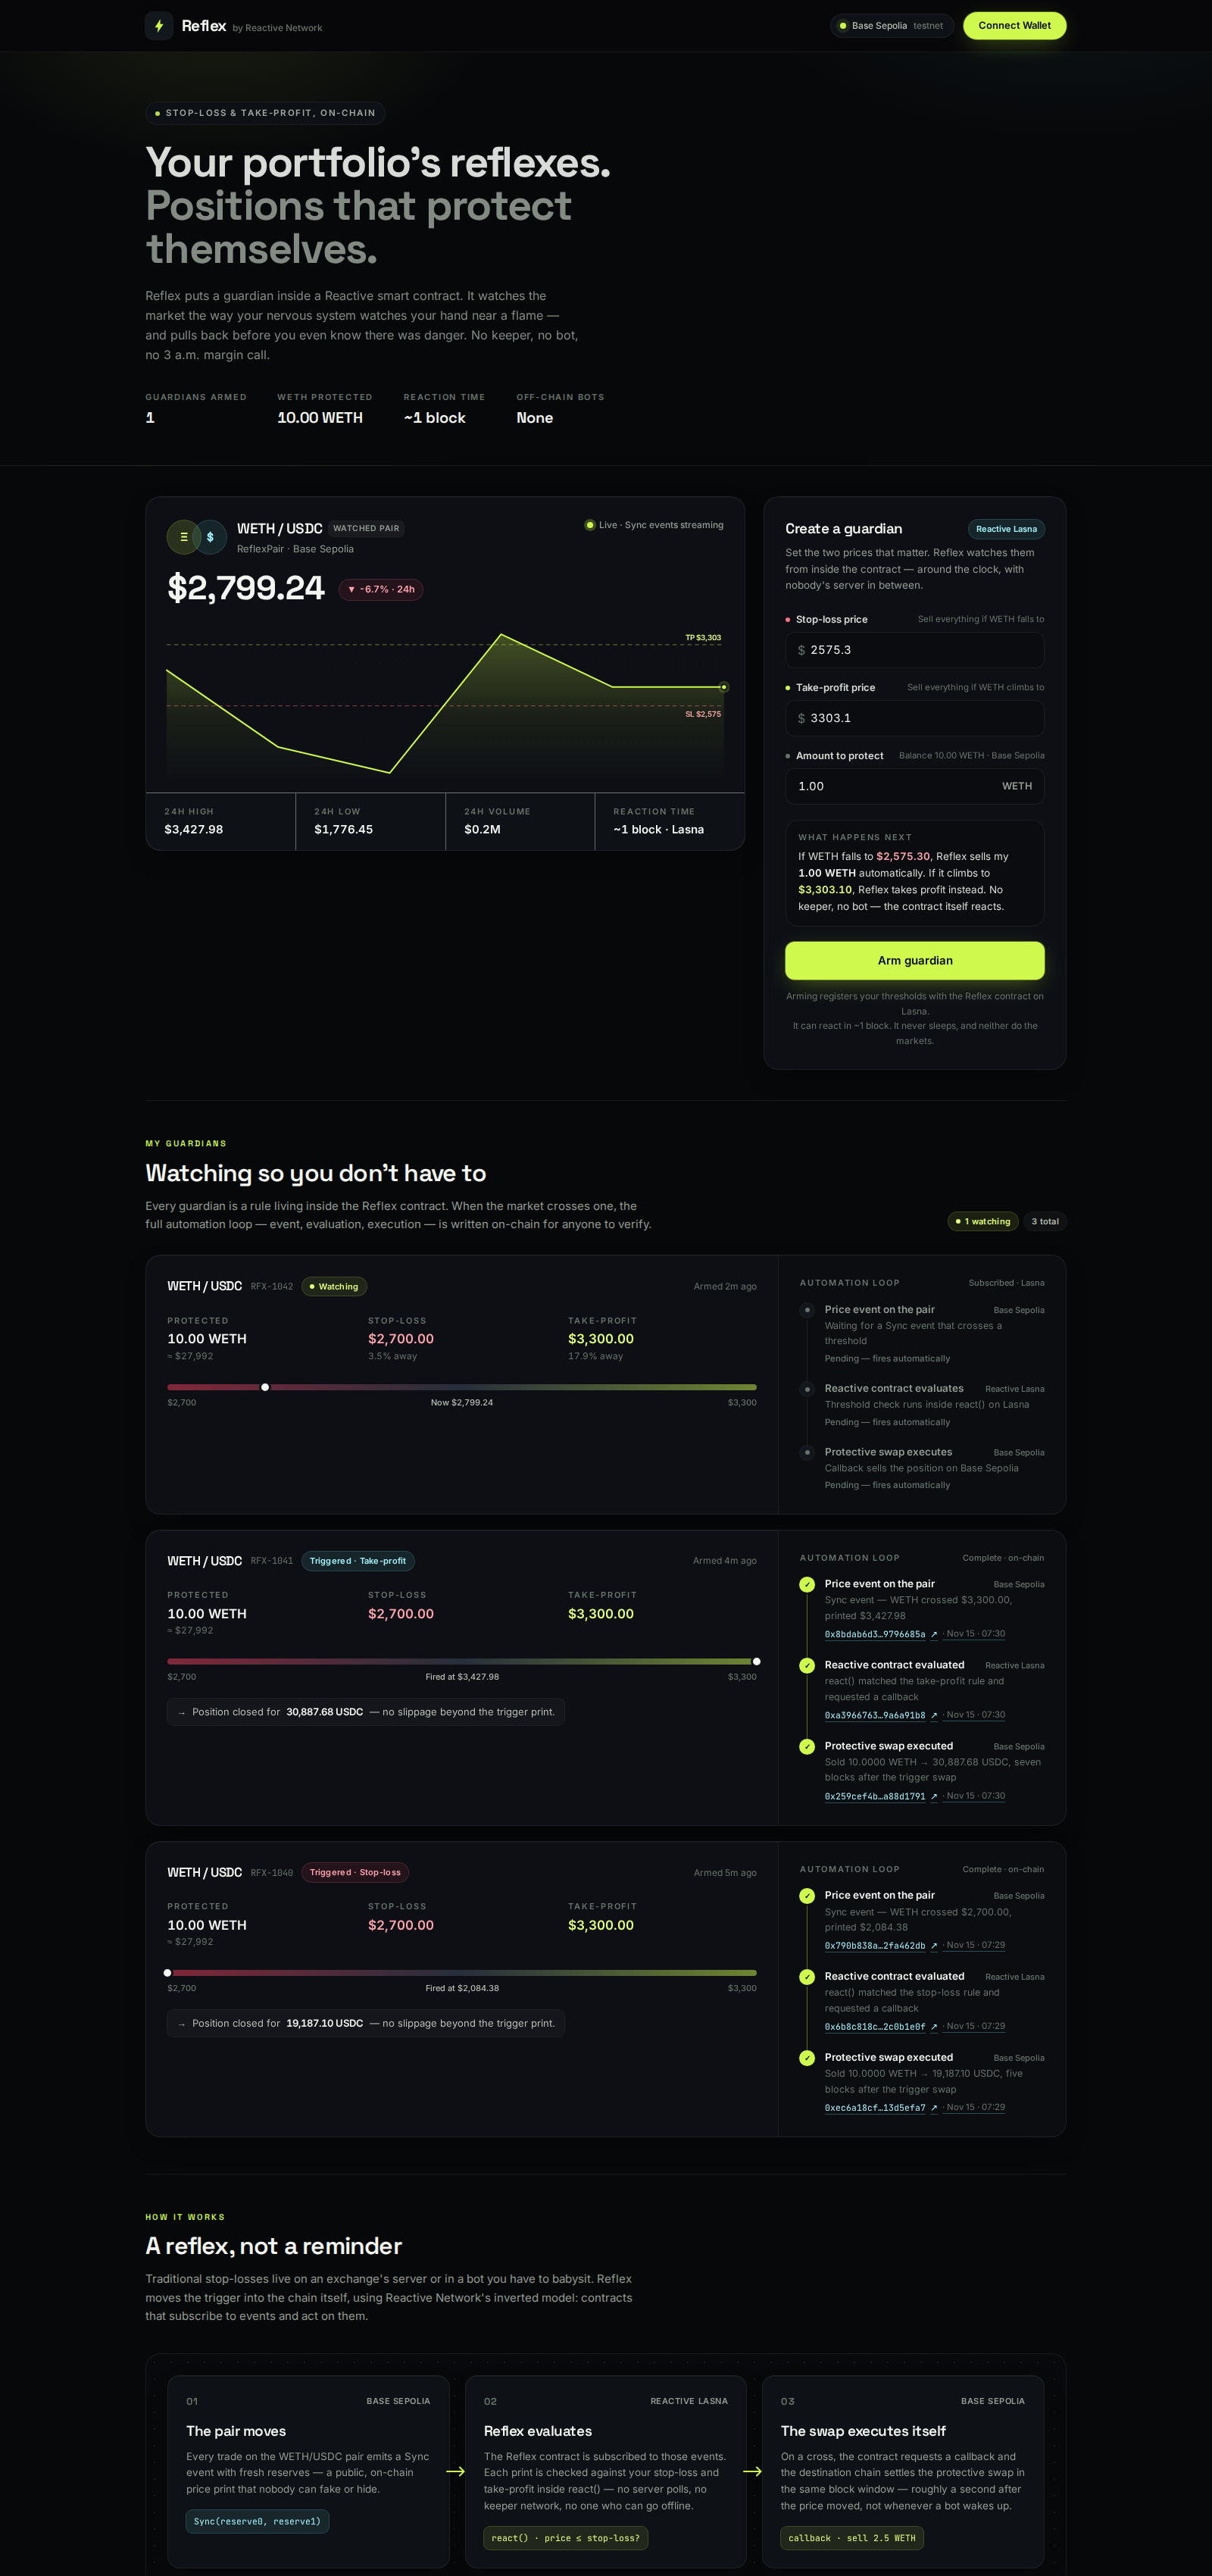 Reflex by Reactive Network
Base Sepolia testnet
Connect Wallet
STOP-LOSS & TAKE-PROFIT, ON-CHAIN
Your portfolio’s reflexes.
Positions that protect
themselves.
Reflex puts a guardian inside a Reactive smart contract. It watches the
market the way your nervous system watches your hand near a flame —
and pulls back before you even know there was danger. No keeper, no bot,
no 3 a.m. margin call.
GUARDIANS ARMED
1
WETH PROTECTED
10.00 WETH
REACTION TIME
~1 block
OFF-CHAIN BOTS
None
Ξ $
WETH / USDC WATCHED PAIR
ReflexPair · Base Sepolia
Live · Sync events streaming
$2,799.24 ▼ -6.7% · 24h
TP $3,303
SL $2,575
24H HIGH
$3,427.98
24H LOW
$1,776.45
24H VOLUME
$0.2M
REACTION TIME
~1 block · Lasna
Create a guardian
Reactive Lasna
Set the two prices that matter. Reflex watches them
from inside the contract — around the clock, with
nobody's server in between.
Stop-loss price Sell everything if WETH falls to
$ 2575.3
Take-profit price Sell everything if WETH climbs to
$ 3303.1
Amount to protect Balance 10.00 WETH · Base Sepolia
1.00 WETH
WHAT HAPPENS NEXT
If WETH falls to $2,575.30, Reflex sells my
1.00 WETH automatically. If it climbs to
$3,303.10, Reflex takes profit instead. No
keeper, no bot — the contract itself reacts.
Arm guardian
Arming registers your thresholds with the Reflex contract on
Lasna.
It can react in ~1 block. It never sleeps, and neither do the
markets.
MY GUARDIANS
Watching so you don’t have to
Every guardian is a rule living inside the Reflex contract. When the market crosses one, the
full automation loop — event, evaluation, execution — is written on-chain for anyone to verify.
1 watching
3 total
WETH / USDC RFX-1042 Watching Armed 2m ago
PROTECTED
10.00 WETH
≈ $27,992
STOP-LOSS
$2,700.00
3.5% away
TAKE-PROFIT
$3,300.00
17.9% away
$2,700 Now $2,799.24 $3,300
AUTOMATION LOOP Subscribed · Lasna
Price event on the pair Base Sepolia
Waiting for a Sync event that crosses a
threshold
Pending — fires automatically
Reactive contract evaluates Reactive Lasna
Threshold check runs inside react() on Lasna
Pending — fires automatically
Protective swap executes Base Sepolia
Callback sells the position on Base Sepolia
Pending — fires automatically
WETH / USDC RFX-1041 Triggered · Take-profit Armed 4m ago
PROTECTED
10.00 WETH
≈ $27,992
STOP-LOSS
$2,700.00
TAKE-PROFIT
$3,300.00
$2,700 Fired at $3,427.98 $3,300
→ Position closed for 30,887.68 USDC — no slippage beyond the trigger print.
AUTOMATION LOOP Complete · on-chain
Price event on the pair Base Sepolia
Sync event — WETH crossed $3,300.00,
printed $3,427.98
0x8bdab6d3…9796685a ↗ · Nov 15 · 07:30
Reactive contract evaluated Reactive Lasna
react() matched the take-profit rule and
requested a callback
0xa3966763…9a6a91b8 ↗ · Nov 15 · 07:30
Protective swap executed Base Sepolia
Sold 10.0000 WETH → 30,887.68 USDC, seven
blocks after the trigger swap
0x259cef4b…a88d1791 ↗ · Nov 15 · 07:30
WETH / USDC RFX-1040 Triggered · Stop-loss Armed 5m ago
PROTECTED
10.00 WETH
≈ $27,992
STOP-LOSS
$2,700.00
TAKE-PROFIT
$3,300.00
$2,700 Fired at $2,084.38 $3,300
→ Position closed for 19,187.10 USDC — no slippage beyond the trigger print.
AUTOMATION LOOP Complete · on-chain
Price event on the pair Base Sepolia
Sync event — WETH crossed $2,700.00,
printed $2,084.38
0x790b838a…2fa462db ↗ · Nov 15 · 07:29
Reactive contract evaluated Reactive Lasna
react() matched the stop-loss rule and
requested a callback
0x6b8c818c…2c0b1e0f ↗ · Nov 15 · 07:29
Protective swap executed Base Sepolia
Sold 10.0000 WETH → 19,187.10 USDC, five
blocks after the trigger swap
0xec6a18cf…13d5efa7 ↗ · Nov 15 · 07:29
HOW IT WORKS
A reflex, not a reminder
Traditional stop-losses live on an exchange's server or in a bot you have to babysit. Reflex
moves the trigger into the chain itself, using Reactive Network's inverted model: contracts
that subscribe to events and act on them.
01 BASE SEPOLIA
The pair moves
Every trade on the WETH/USDC pair emits a Sync
event with fresh reserves — a public, on-chain
price print that nobody can fake or hide.
Sync(reserve0, reserve1)
02 REACTIVE LASNA
Reflex evaluates
The Reflex contract is subscribed to those events.
Each print is checked against your stop-loss and
take-profit inside react() — no server polls, no
keeper network, no one who can go offline.
react() · price ≤ stop-loss?
03 BASE SEPOLIA
The swap executes itself
On a cross, the contract requests a callback and
the destination chain settles the protective swap in
the same block window — roughly a second after
the price moved, not whenever a bot wakes up.
callback · sell 2.5 WETH